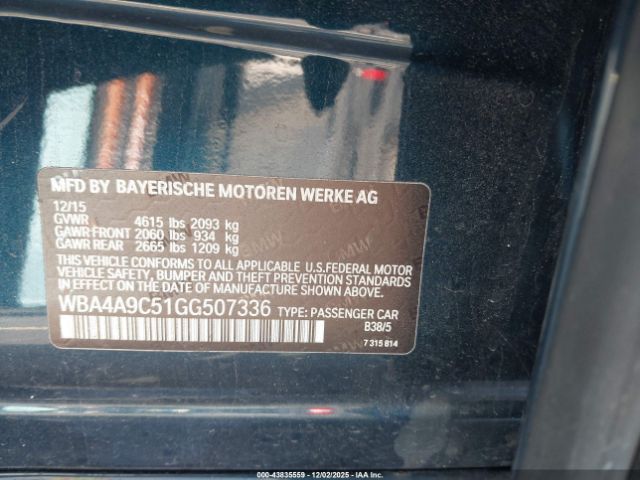 MFD BY BAYERISCHE MOTOREN WERKE AG
12/15
GVWR 4615 lbs 2093 kg
GAWR FRONT 2060 lbs 934 kg
GAWR REAR 2665 lbs 1209 kg
THIS VEHICLE CONFORMS TO ALL APPLICABLE U.S.FEDERAL MOTOR
VEHICLE SAFETY, BUMPER AND THEFT PREVENTION STANDARDS
IN EFFECT ON THE DATE OF MANUFACTURE SHOWN ABOVE.
WBA4A9C51GG507336 TYPE: PASSENGER CAR
B38/5
7 315 814
000-43835559 | 12/02/2025 - IAAI.COM